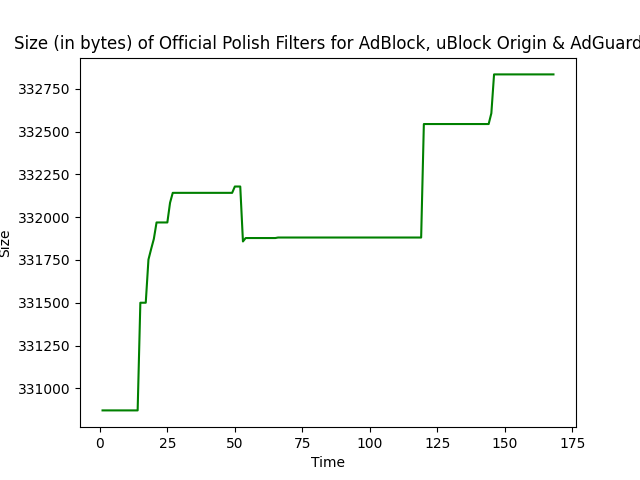 Size (in bytes) of Official Polish Filters for AdBlock, uBlock Origin & AdGuard
332750
332500
332250
332000
331750
331500
331250
331000
Size
0 25 50 75 100 125 150 175
Time